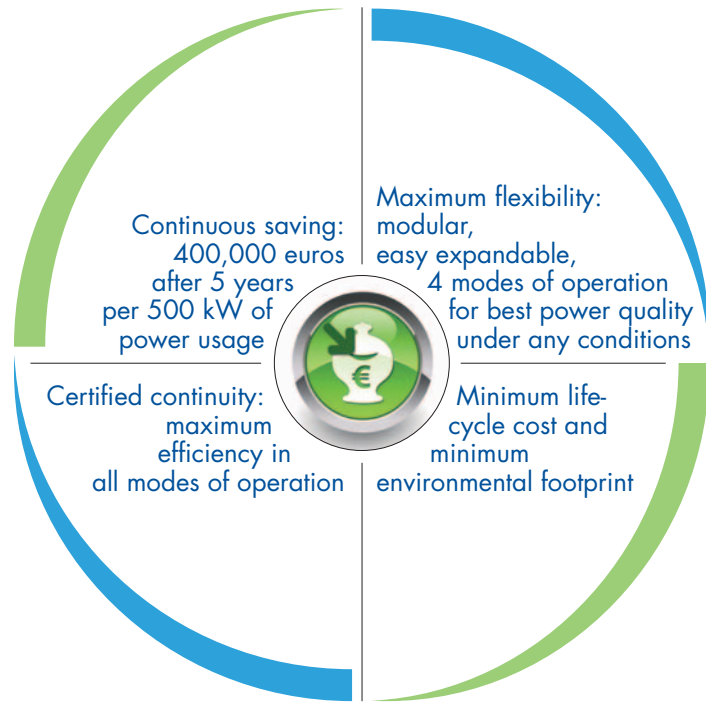 Continuous saving:
400,000 euros
after 5 years
per 500 kW of
power usage
Maximum flexibility:
modular,
easy expandable,
4 modes of operation
for best power quality
under any conditions
Certified continuity:
maximum
efficiency in
all modes of operation
Minimum life-
cycle cost and
minimum
environmental footprint
€